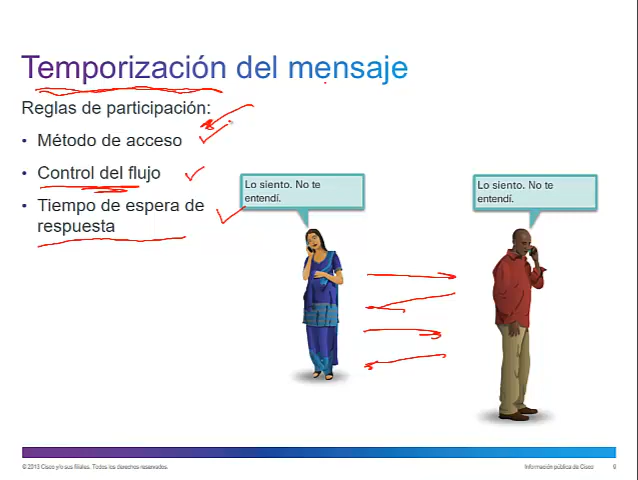 Temporización del mensaje
Reglas de participación:
• Método de acceso
• Control del flujo
• Tiempo de espera de
respuesta
Lo siento. No te
entendí.
Lo siento. No te
entendí.
© 2013 Cisco y/o sus filiales. Todos los derechos reservados.
Información pública de Cisco
9